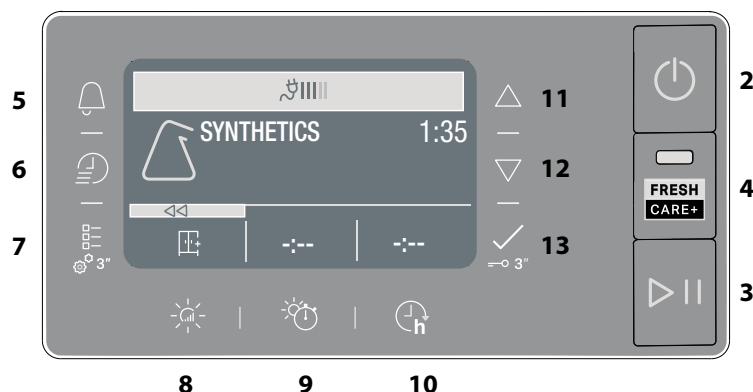 5
11
2
SYNTHETICS 1:35
6
12
FRESH
CARE+
4
7
-:-- -:--
3"
3"
13
3
h
8 9 10